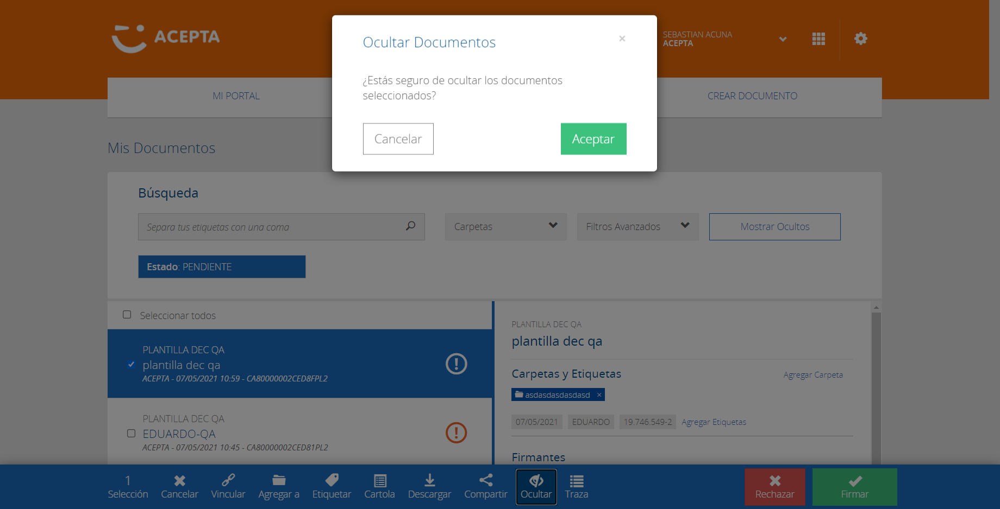 ACEPTA
SEBASTIAN ACUNA
ACEPTA
Ocultar Documentos
×
¿Estás seguro de ocultar los documentos
seleccionados?
Cancelar
Aceptar
MI PORTAL
CREAR DOCUMENTO
Mis Documentos
Búsqueda
Separa tus etiquetas con una coma
Carpetas
Filtros Avanzados
Mostrar Ocultos
Estado: PENDIENTE
Seleccionar todos
PLANTILLA DEC QA
plantilla dec qa
ACEPTA - 07/05/2021 10:59 - CA80000002CED8FPL2
PLANTILLA DEC QA
EDUARDO-QA
ACEPTA - 07/05/2021 10:45 - CA80000002CED81PL2
PLANTILLA DEC QA
plantilla dec qa
Carpetas y Etiquetas
Agregar Carpeta
asdasdasdasdasd ×
07/05/2021
EDUARDO
19.746.549-2
Agregar Etiquetas
Firmantes
1
Selección
Cancelar
Vincular
Agregar a
Etiquetar
Cartola
Descargar
Compartir
Ocultar
Traza
Rechazar
Firmar